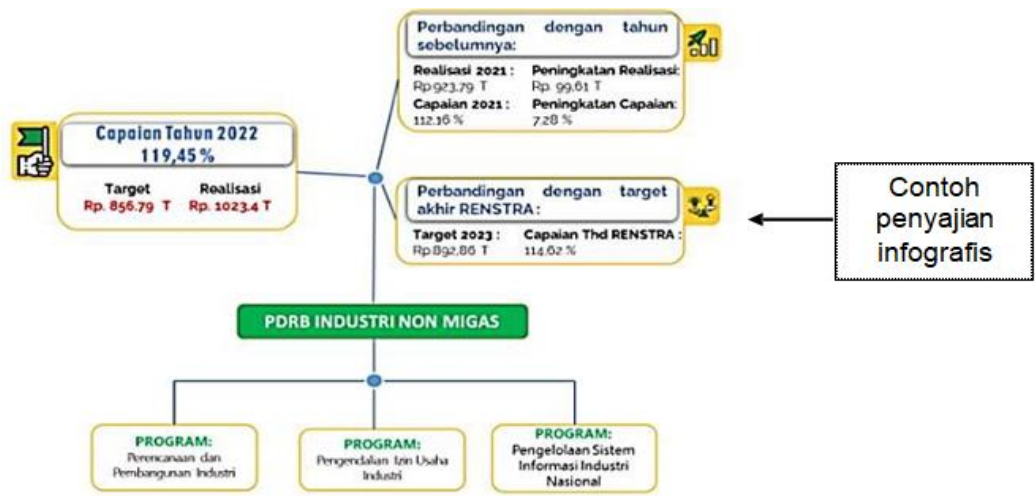 Perbandingan dengan tahun
sebelumnya:
Realisasi 2021 : Peningkatan Realisasi:
Rp923,79 T Rp. 99,61 T
Capaian 2021 : Peningkatan Capaian:
112,16 % 7,28 %
Capaian Tahun 2022
119,45%
Target Realisasi
Rp. 856.79 T Rp. 1023.4 T
Perbandingan dengan target
akhir RENSTRA :
Target 2023 : Capaian Thd RENSTRA :
Rp.892,86 T 114,62 %
Contoh
penyajian
infografis
PDRB INDUSTRI NON MIGAS
PROGRAM:
Perencanaan dan
Pembangunan Industri
PROGRAM:
Pengendalian Izin Usaha
Industri
PROGRAM:
Pengelolaan Sistem
Informasi Industri
Nasional